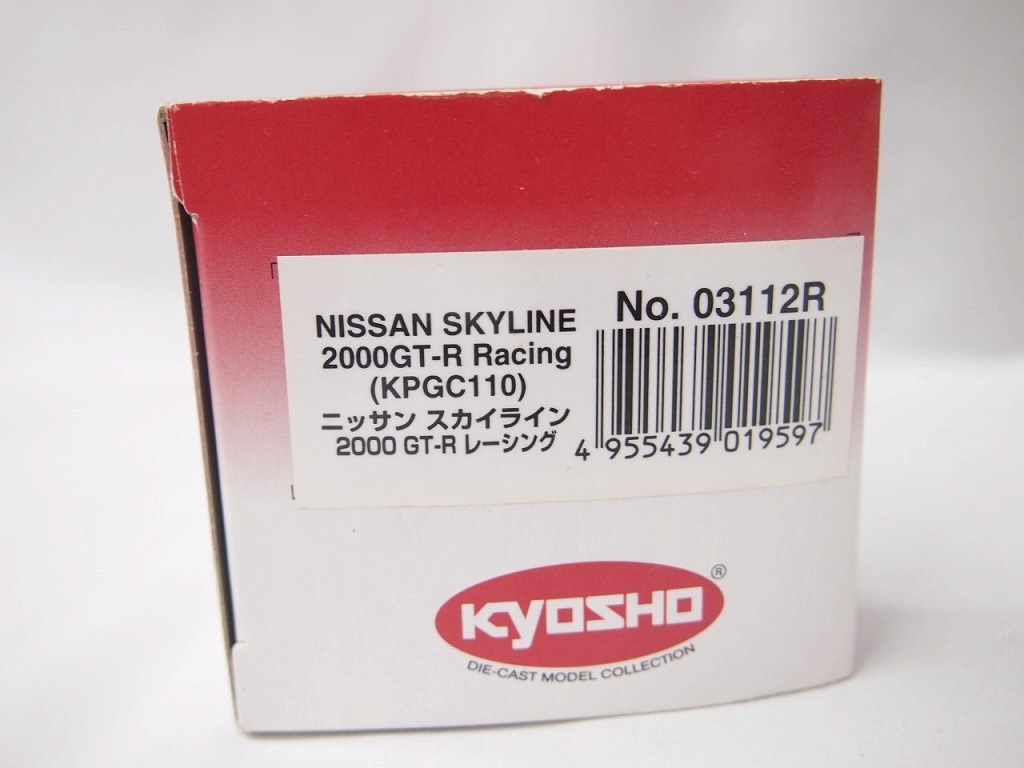 NISSAN SKYLINE
2000GT-R Racing
(KPGC110)
ニッサン スカイライン
2000 GT-R レーシング
No. 03112R
4 955439 019597
KYOSHO ®
DIE-CAST MODEL COLLECTION